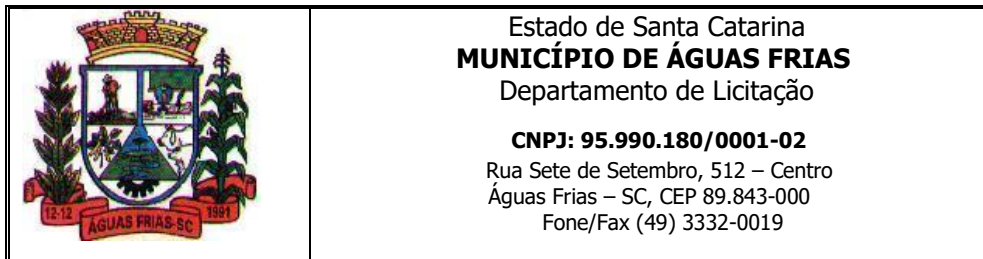 Estado de Santa Catarina
MUNICÍPIO DE ÁGUAS FRIAS
Departamento de Licitação
CNPJ: 95.990.180/0001-02
Rua Sete de Setembro, 512 – Centro
Águas Frias – SC, CEP 89.843-000
Fone/Fax (49) 3332-0019
12-12
ÁGUAS FRIAS-SC
1991